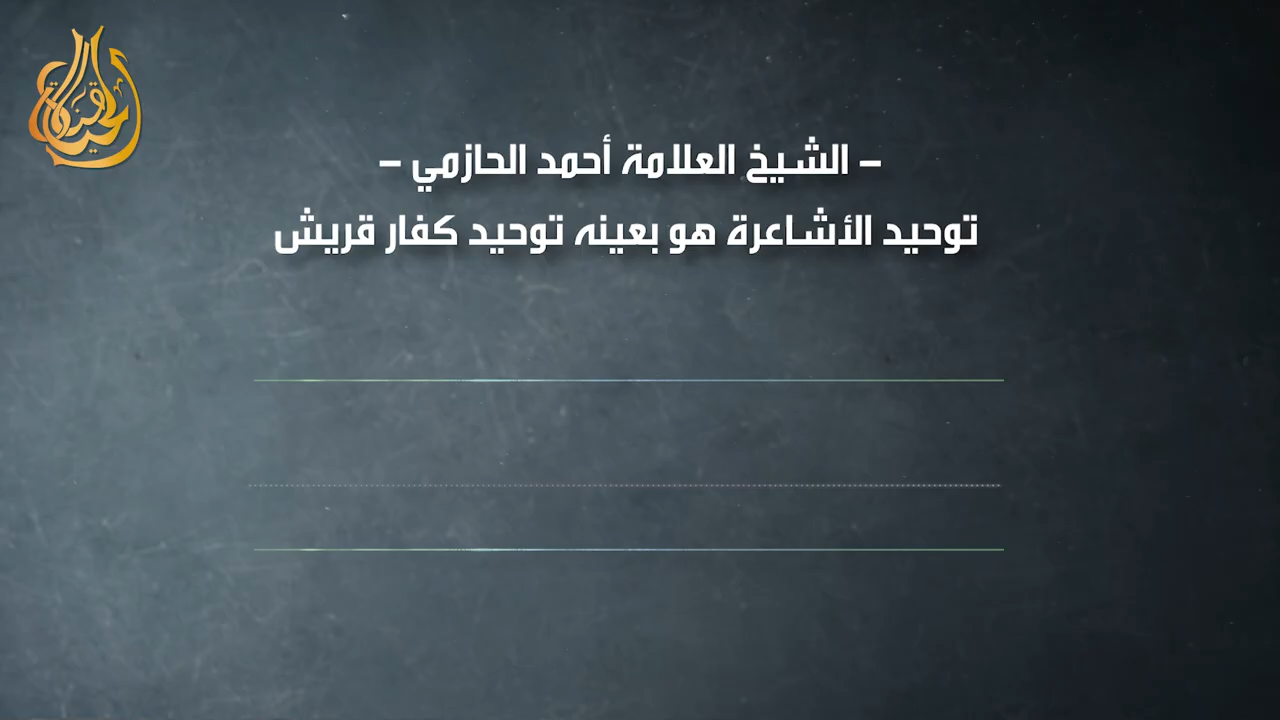 – الشيخ العلامة أحمد الحازمي –
توحيد الأشاعرة هو بعينه توحيد كفار قريش